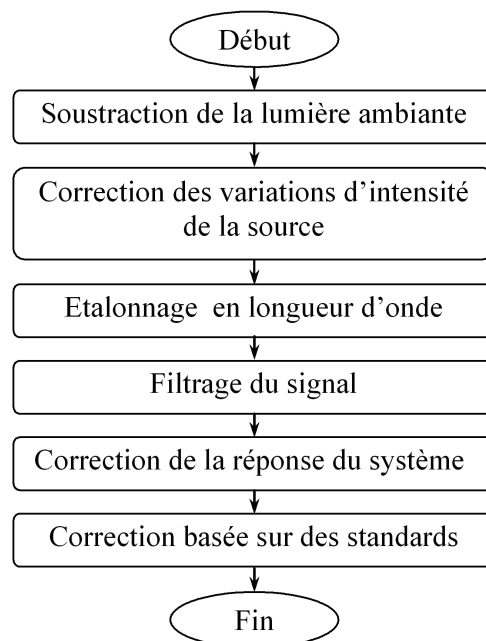 Début
Soustraction de la lumière ambiante
Correction des variations d'intensité
de la source
Etalonnage en longueur d'onde
Filtrage du signal
Correction de la réponse du système
Correction basée sur des standards
Fin